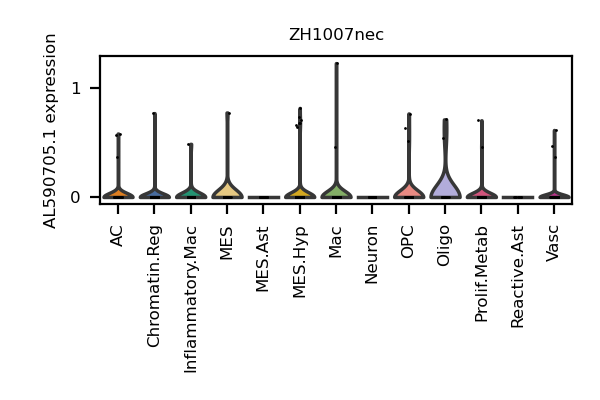 ZH1007nec
AL590705.1 expression
1
0
AC
Chromatin.Reg
Inflammatory.Mac
MES
MES.Ast
MES.Hyp
Mac
Neuron
OPC
Oligo
Prolif.Metab
Reactive.Ast
Vasc